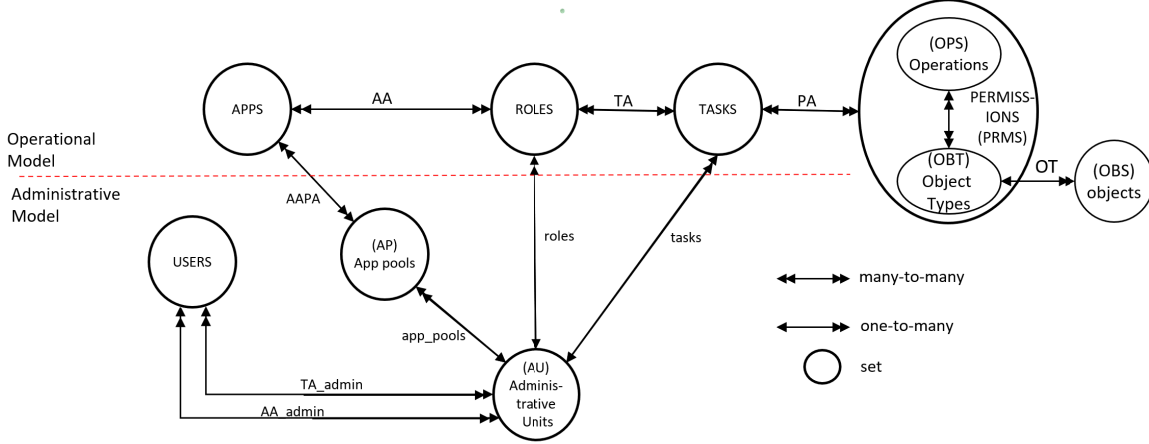 (OPS)
Operations
PERMISS-
IONS
(PRMS)
(OBT)
Object
Types
APPS
AA
ROLES
TA
TASKS
PA
OT
(OBS)
objects
Operational
Model
Administrative
Model
AAPA
(AP)
App pools
USERS
roles
tasks
many-to-many
app_pools
one-to-many
(AU)
Adminis-
trative
Units
set
TA_admin
AA_admin